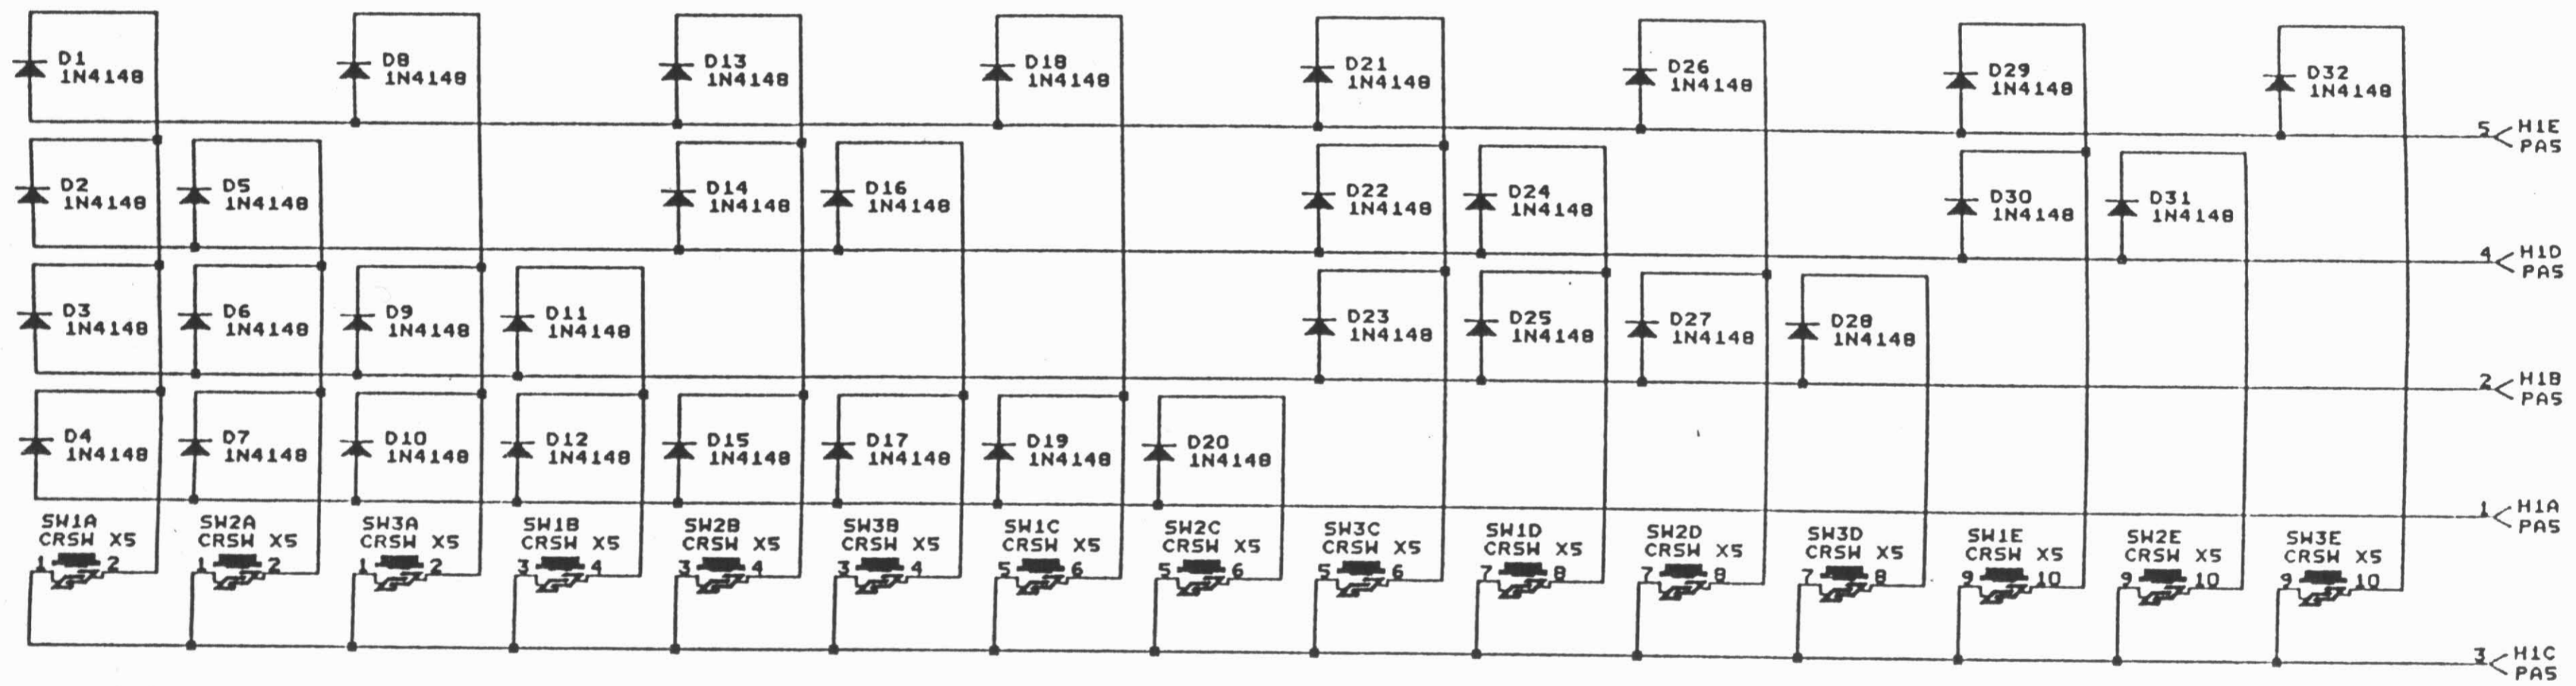 D1
1N4148
D8
1N4148
D13
1N4148
D18
1N4148
D21
1N4148
D26
1N4148
D29
1N4148
D32
1N4148
5 H1E
PA5
D2
1N4148
D5
1N4148
D14
1N4148
D16
1N4148
D22
1N4148
D24
1N4148
D30
1N4148
D31
1N4148
4 H1D
PA5
D3
1N4148
D6
1N4148
D9
1N4148
D11
1N4148
D23
1N4148
D25
1N4148
D27
1N4148
D28
1N4148
2 H1B
PA5
D4
1N4148
D7
1N4148
D10
1N4148
D12
1N4148
D15
1N4148
D17
1N4148
D19
1N4148
D20
1N4148
1 H1A
PA5
SW1A
CRSW X5
1 2
SW2A
CRSW X5
1 2
SW3A
CRSW X5
1 2
SW1B
CRSW X5
3 4
SW2B
CRSW X5
3 4
SW3B
CRSW X5
3 4
SW1C
CRSW X5
5 6
SW2C
CRSW X5
5 6
SW3C
CRSW X5
5 6
SW1D
CRSW X5
7 8
SW2D
CRSW X5
7 8
SW3D
CRSW X5
7 8
SW1E
CRSW X5
9 10
SW2E
CRSW X5
9 10
SW3E
CRSW X5
9 10
3 H1C
PA5